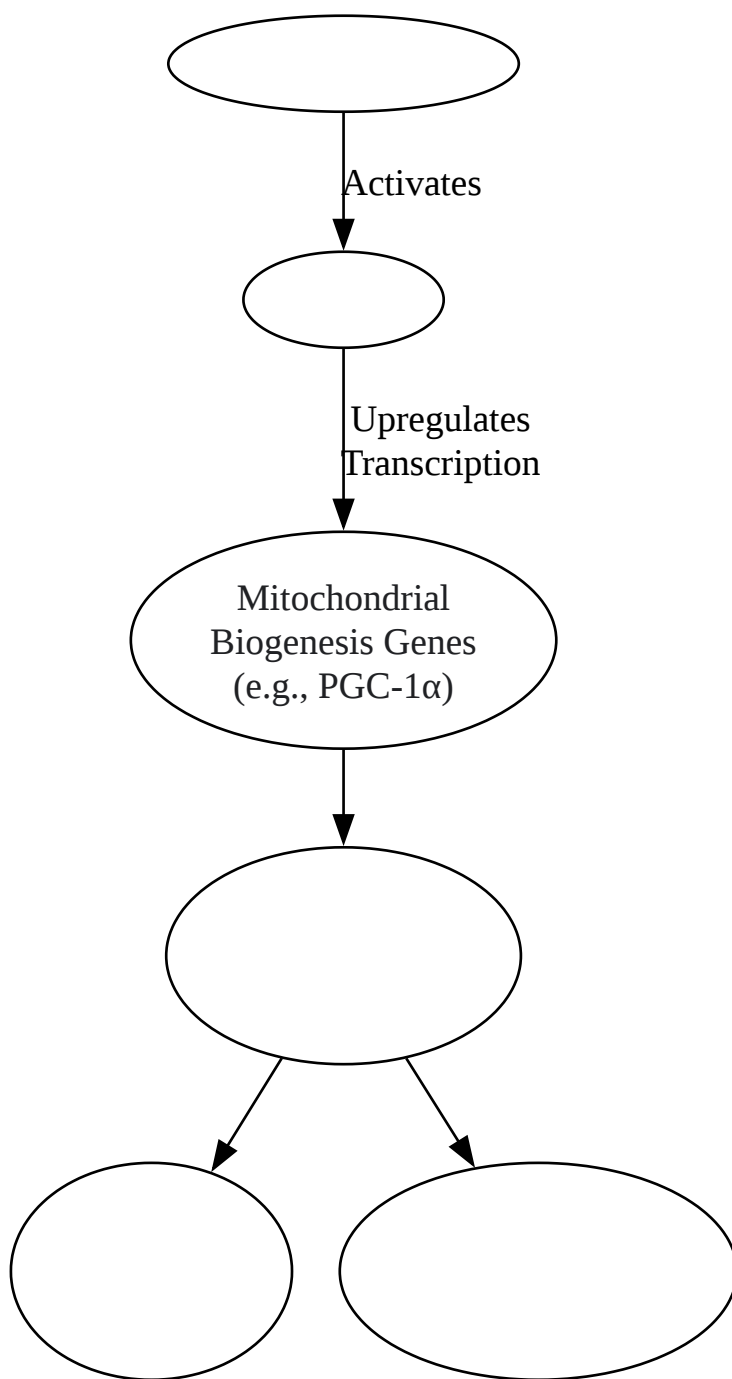 Activates
Upregulates
Transcription
Mitochondrial
Biogenesis Genes
(e.g., PGC-1α)